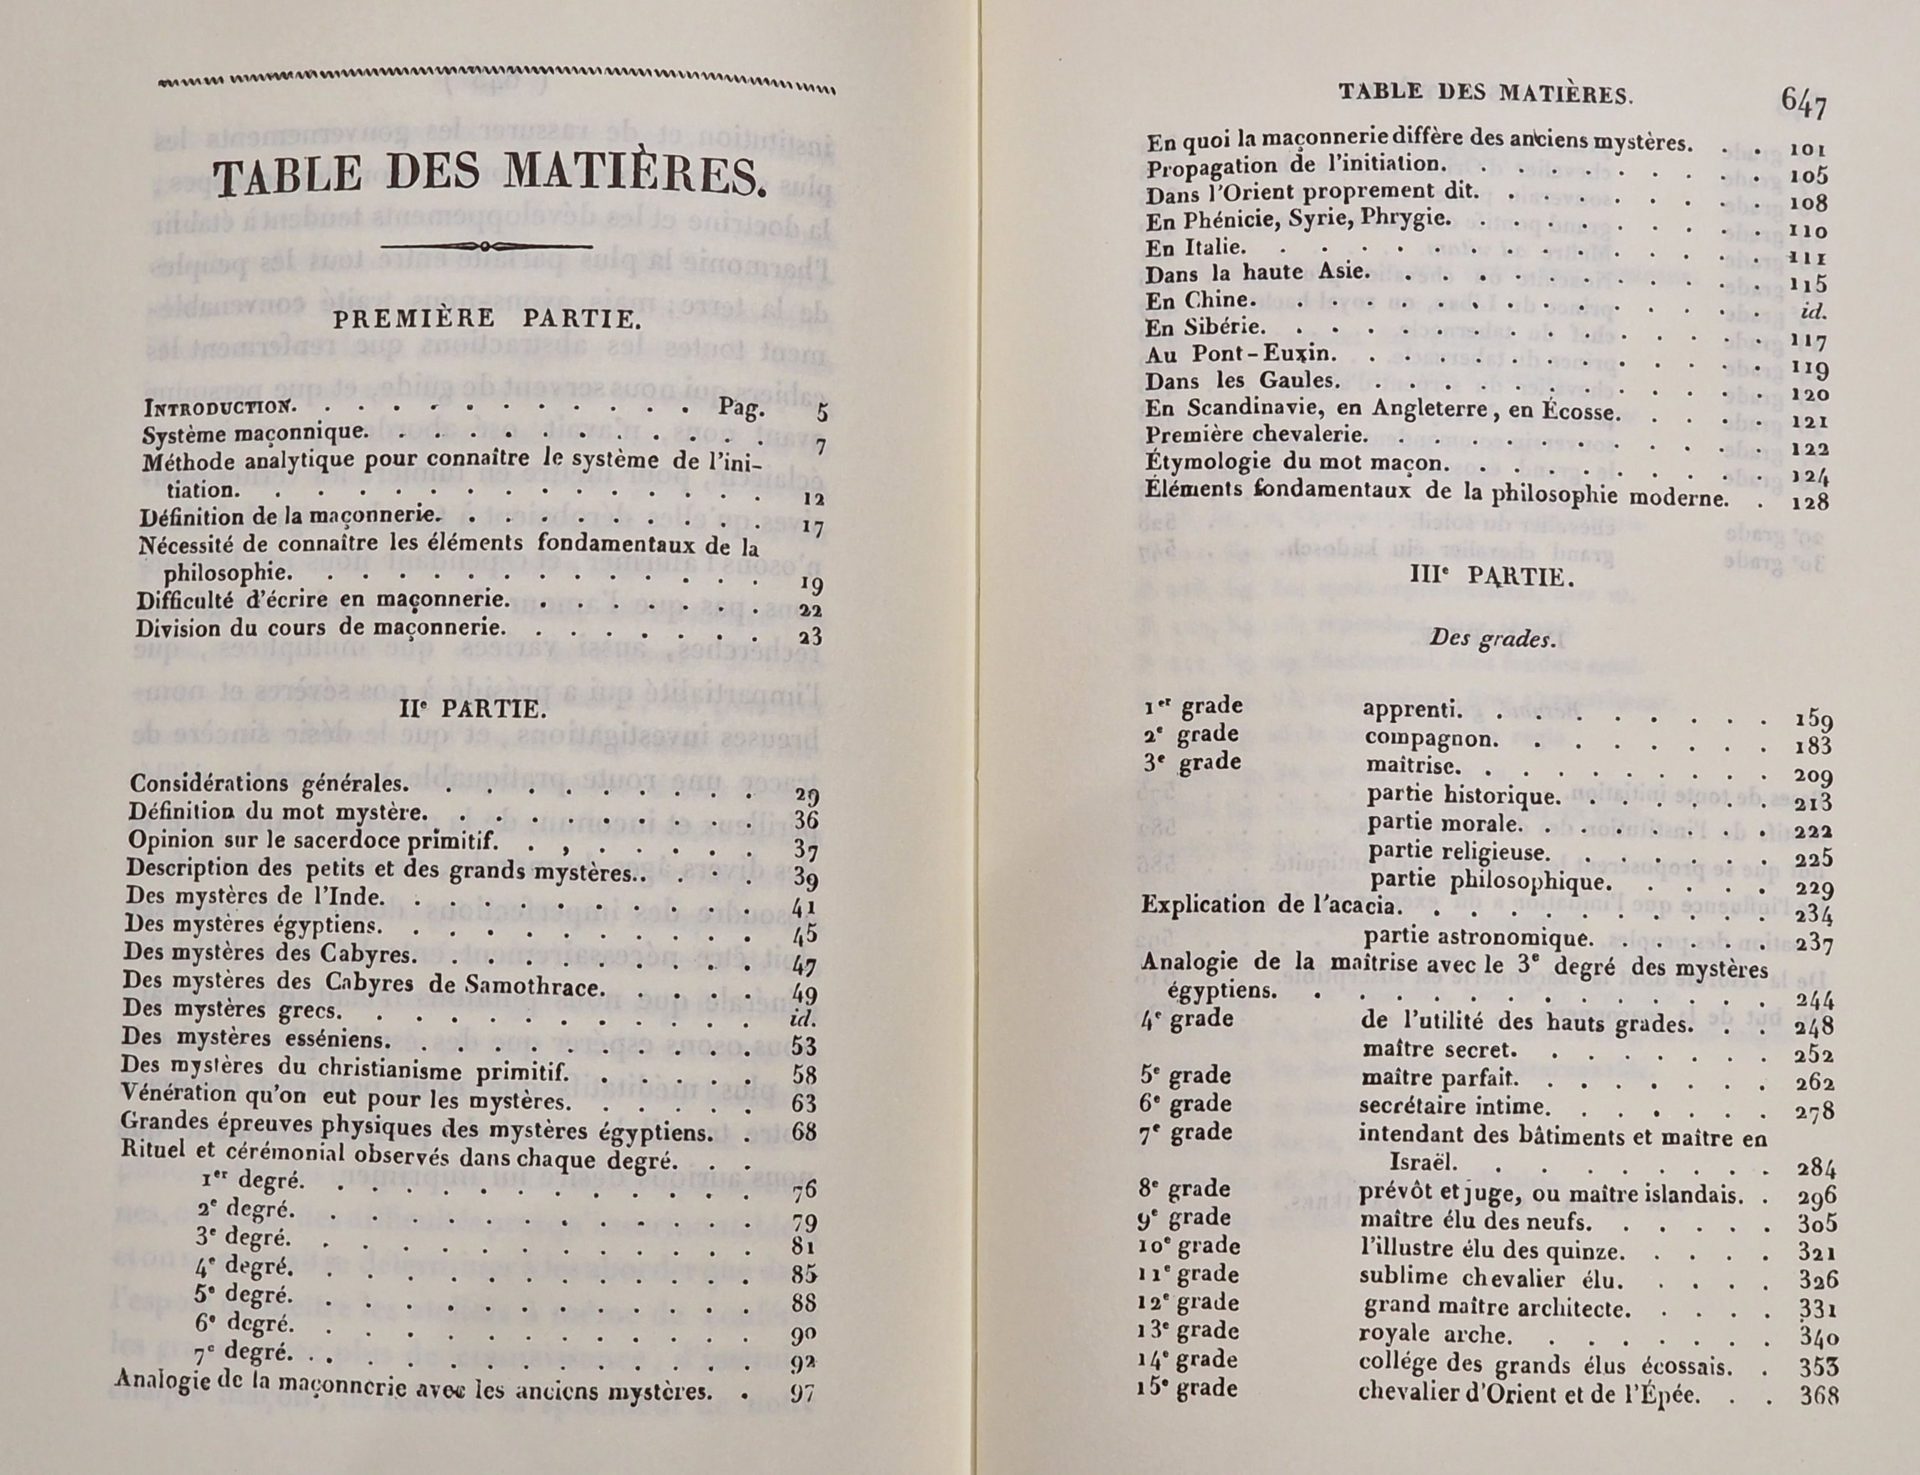 TABLE DES MATIÈRES.
PREMIÈRE PARTIE.
INTRODUCTION. . . . . . . . . . . . Pag. 5
Système maçonnique. . . . . . . . . . . . 7
Méthode analytique pour connaître le système de l'ini-
tiation. . . . . . . . . . . . . . 12
Définition de la maçonnerie. . . . . . . . . . 17
Nécessité de connaître les éléments fondamentaux de la
philosophie. . . . . . . . . . . . . 19
Difficulté d'écrire en maçonnerie. . . . . . . . 22
Division du cours de maçonnerie. . . . . . . . 23
IIe PARTIE.
Considérations générales. . . . . . . . . . 29
Définition du mot mystère. . . . . . . . . . 36
Opinion sur le sacerdoce primitif. . , . . . . . 37
Description des petits et des grands mystères.. . . . 39
Des mystères de l'Inde. . . . . . . . . . . 41
Des mystères égyptiens. . . . . . . . . . . 45
Des mystères des Cabyres. . . . . . . . . . 47
Des mystères des Cabyres de Samothrace. . . . . 49
Des mystères grecs. . . . . . . . . . . . id.
Des mystères esséniens. . . . . . . . . . . 53
Des mystères du christianisme primitif. . . . . . 58
Vénération qu'on eut pour les mystères. . . . . . 63
Grandes épreuves physiques des mystères égyptiens. . 68
Rituel et cérémonial observés dans chaque degré. . .
1er degré. . . . . . . . . . . . . 76
2e degré. . . . . . . . . . . . . 79
3e degré. . . . . . . . . . . . . 81
4e degré. . . . . . . . . . . . . 85
5e degré. . . . . . . . . . . . . 88
6e degré. . . . . . . . . . . . . 90
7e degré. . . . . . . . . . . . . 92
Analogie de la maçonnerie avec les anciens mystères. . 97
TABLE DES MATIÈRES. 647
En quoi la maçonnerie diffère des anciens mystères. . . 101
Propagation de l'initiation. . . . . . . . . . 105
Dans l'Orient proprement dit. . . . . . . . . 108
En Phénicie, Syrie, Phrygie. . . . . . . . . . 110
En Italie. . . . . . . . . . . . . . . 111
Dans la haute Asie. . . . . . . . . . . . 115
En Chine. . . . . . . . . . . . . . . id.
En Sibérie. . . . . . . . . . . . . . . 117
Au Pont-Euxin. . . . . . . . . . . . . 119
Dans les Gaules. . . . . . . . . . . . . 120
En Scandinavie, en Angleterre, en Écosse. . . . . 121
Première chevalerie. . . . . . . . . . . . 122
Étymologie du mot maçon. . . . . . . . . . 124
Éléments fondamentaux de la philosophie moderne. . 128
IIIe PARTIE.
Des grades.
1er grade apprenti. . . . . . . . . . 159
2e grade compagnon. . . . . . . . . 183
3e grade maîtrise. . . . . . . . . . 209
partie historique. . . . . . . 213
partie morale. . . . . . . . 222
partie religieuse. . . . . . . 225
partie philosophique. . . . . 229
Explication de l'acacia. . . . . . . . . . . 234
partie astronomique. . . . . . 237
Analogie de la maîtrise avec le 3e degré des mystères
égyptiens. . . . . . . . . . . . . . 244
4e grade de l'utilité des hauts grades. . . 248
maître secret. . . . . . . . 252
5e grade maître parfait. . . . . . . . 262
6e grade secrétaire intime. . . . . . . 278
7e grade intendant des bâtiments et maître en
Israël. . . . . . . . . . 284
8e grade prévôt et juge, ou maître islandais. . 296
9e grade maître élu des neufs. . . . . . 305
10e grade l'illustre élu des quinze. . . . . 321
11e grade sublime chevalier élu. . . . . 326
12e grade grand maître architecte. . . . . 331
13e grade royale arche. . . . . . . . 340
14e grade collége des grands élus écossais. . 353
15e grade chevalier d'Orient et de l'Épée. . . 368